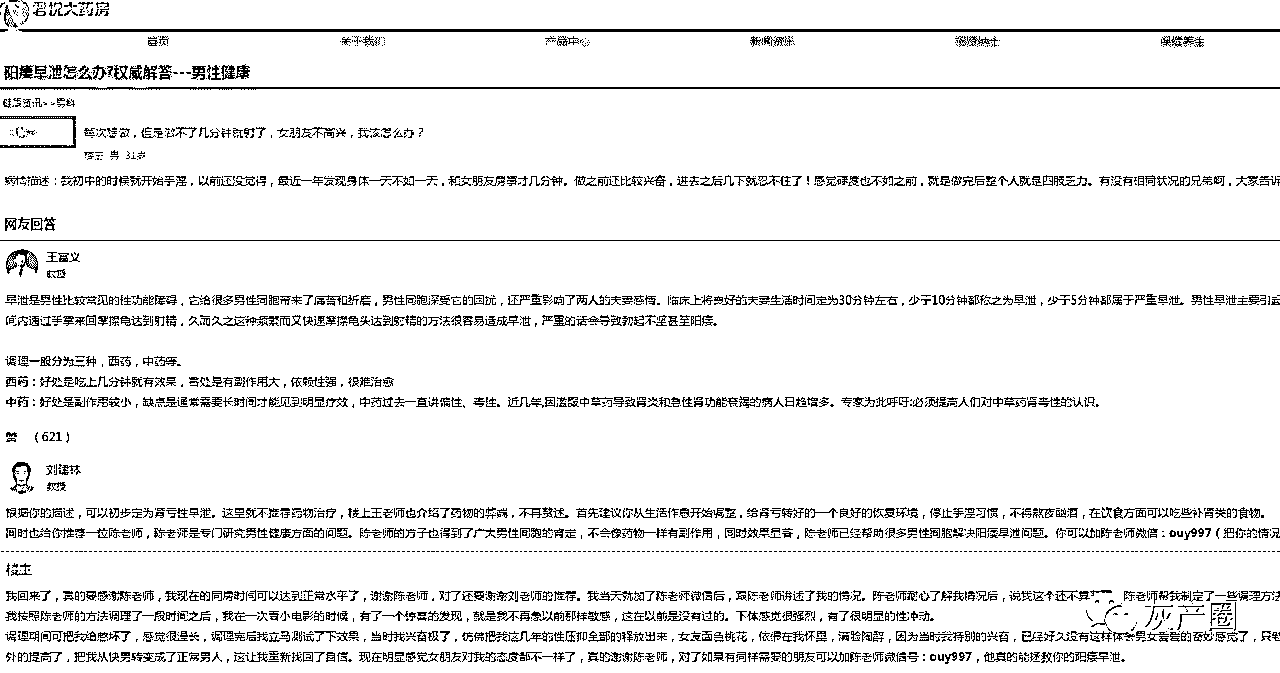 君悦大药房
首页 关于我们 产品中心 新闻资讯
阳痿早泄怎么办?权威解答---男性健康
健康资讯>>男科
每次想做，但是做不了几分钟就射了，女朋友不高兴，我该怎么办？
男 31岁
病情描述：我初中的时候就开始手淫，以前还没觉得，最近一年发现身体一天不如一天，和女朋友房事才几分钟。做之前还比较兴奋，进去之后几下就忍不住了！感觉硬度也不如之前，就是做完后整个人就是四肢乏力。有没有相同状况的兄弟啊，大家告诉
网友回答
王富义
教授
早泄是男性比较常见的性功能障碍，它给很多男性同胞带来了痛苦和折磨，男性同胞深受它的困扰，还严重影响了两人的夫妻感情。临床上将良好的夫妻生活时间定为30分钟左右，少于10分钟都称之为早泄，少于5分钟都属于严重早泄。男性早泄主要引起
间内通过手掌来回摩擦龟头达到射精，久而久之这种频繁而又快速摩擦龟头达到射精的方法很容易造成早泄，严重的话会导致勃起不坚甚至阳痿。
调理一般分为三种，西药，中药等。
西药：好处是吃上几分钟就有效果，害处是有副作用大，依赖性强，很难治愈
中药：好处是副作用较小，缺点是通常需要长时间才能见到明显疗效，中药过去一直讲偏性、毒性。近几年,因滥服中草药导致肾炎和急性肾功能衰竭的病人日趋增多。专家为此呼吁:必须提高人们对中草药肾毒性的认识。
赞 （621）
刘建林
教授
根据你的描述，可以初步定为肾亏性早泄。这里就不推荐药物治疗，楼上王老师也介绍了药物的弊端，不再赘述。首先建议你从生活作息开始调整，给肾亏转好的一个良好的恢复环境，停止手淫习惯，不得熬夜酗酒，在饮食方面可以吃些补肾类的食物。
同时也给你推荐一位陈老师，陈老师是专门研究男性健康方面的问题。陈老师的方子也得到了广大男性同胞的肯定，不会像药物一样有副作用，同时效果显著，陈老师已经帮助很多男性同胞解决阳痿早泄问题。你可以加陈老师微信：ouy997（把你的情况
楼主
我回来了，真的要感谢陈老师，我现在的同房时间可以达到正常水平了，谢谢陈老师，对了还要谢谢刘老师的推荐。我当天就加了陈老师微信后，跟陈老师讲述了我的情况。陈老师耐心了解我情况后，说我这个还不算 陈老师帮我制定了一些调理方法
我按照陈老师的方法调理了一段时间之后，我在一次看小电影的时候，有了一个惊喜的发现，就是我不再像以前那样敏感，这在以前是没有过的。下体感觉很强烈，有了很明显的性冲动。
调理期间可把我给憋坏了，感觉很漫长，调理完后我立马测试了下效果，当时我兴奋极了，仿佛把我这几年的性压抑全部的释放出来，女友面色桃花，依偎在我怀里，满脸陶醉，因为当时我特别的兴奋，已经好久没有这样体会男女
外的提高了，把我从快男转变成了正常男人，这让我重新找回了自信。现在明显感觉女朋友对我的态度都不一样了，真的谢谢陈老师，对了如果有同样需要的朋友可以加陈老师微信号：ouy997，他真的能拯救你的阳痿早泄。
灰产圈